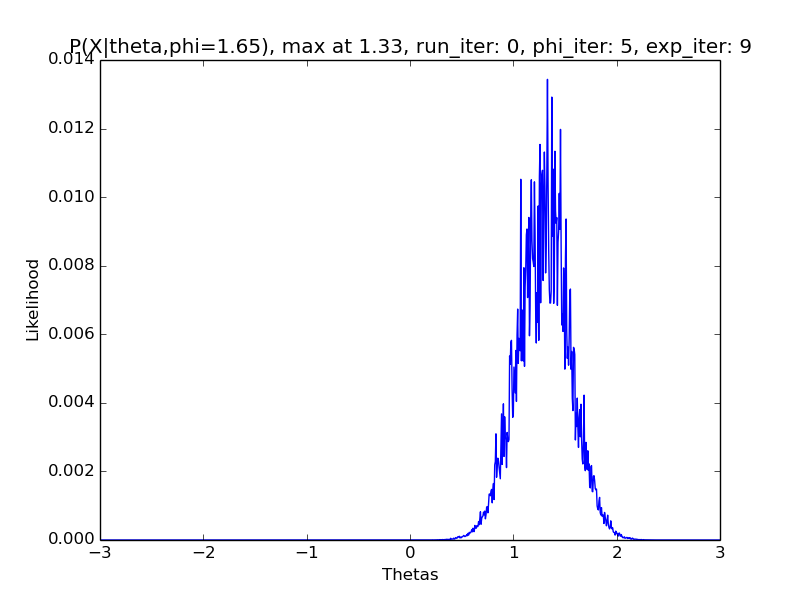 P(X|theta,phi=1.65), max at 1.33, run_iter: 0, phi_iter: 5, exp_iter: 9
0.014
0.012
0.010
0.008
0.006
0.004
0.002
0.000
Likelihood
−3 −2 −1 0 1 2 3
Thetas